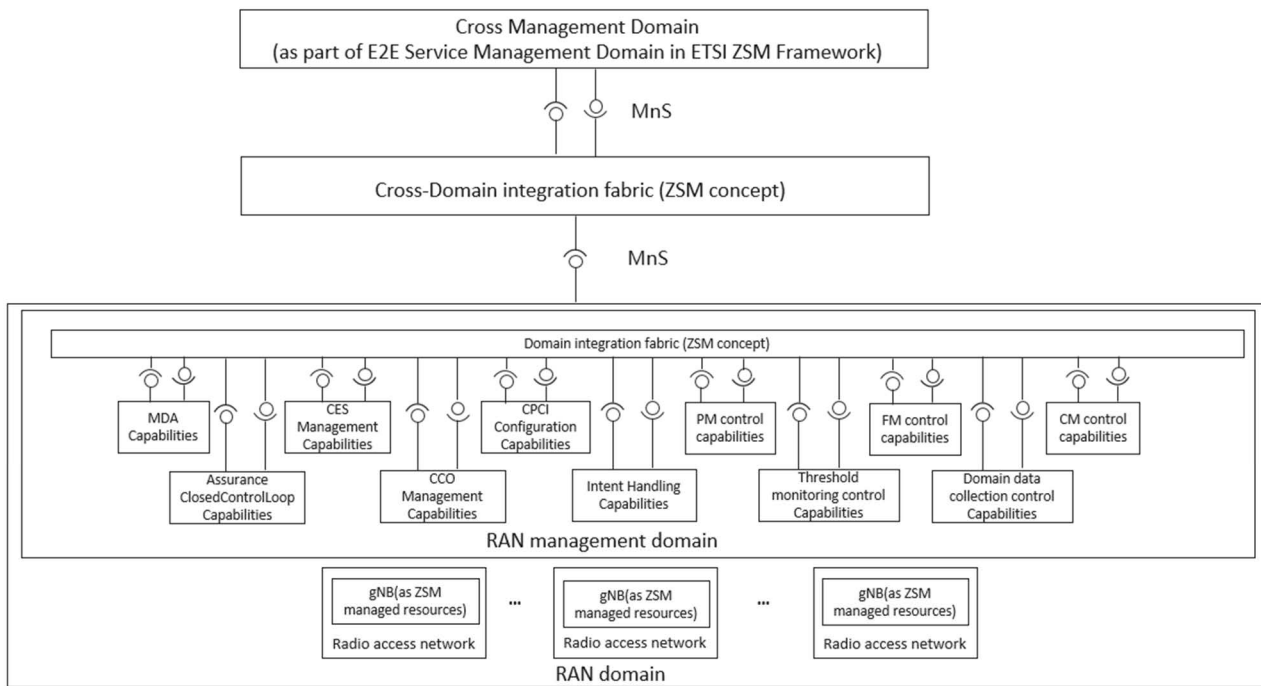 Cross Management Domain
(as part of E2E Service Management Domain in ETSI ZSM Framework)
MnS
Cross-Domain integration fabric (ZSM concept)
MnS
Domain integration fabric (ZSM concept)
MDA
Capabilities
CES
Management
Capabilities
CPCI
Configuration
Capabilities
PM control
capabilities
FM control
capabilities
CM control
capabilities
Assurance
ClosedControlLoop
Capabilities
CCO
Management
Capabilities
Intent Handling
Capabilities
Threshold
monitoring control
Capabilities
Domain data
collection control
Capabilities
RAN management domain
gNB(as ZSM
managed resources)
Radio access network
...
gNB(as ZSM
managed resources)
Radio access network
...
gNB(as ZSM
managed resources)
Radio access network
RAN domain